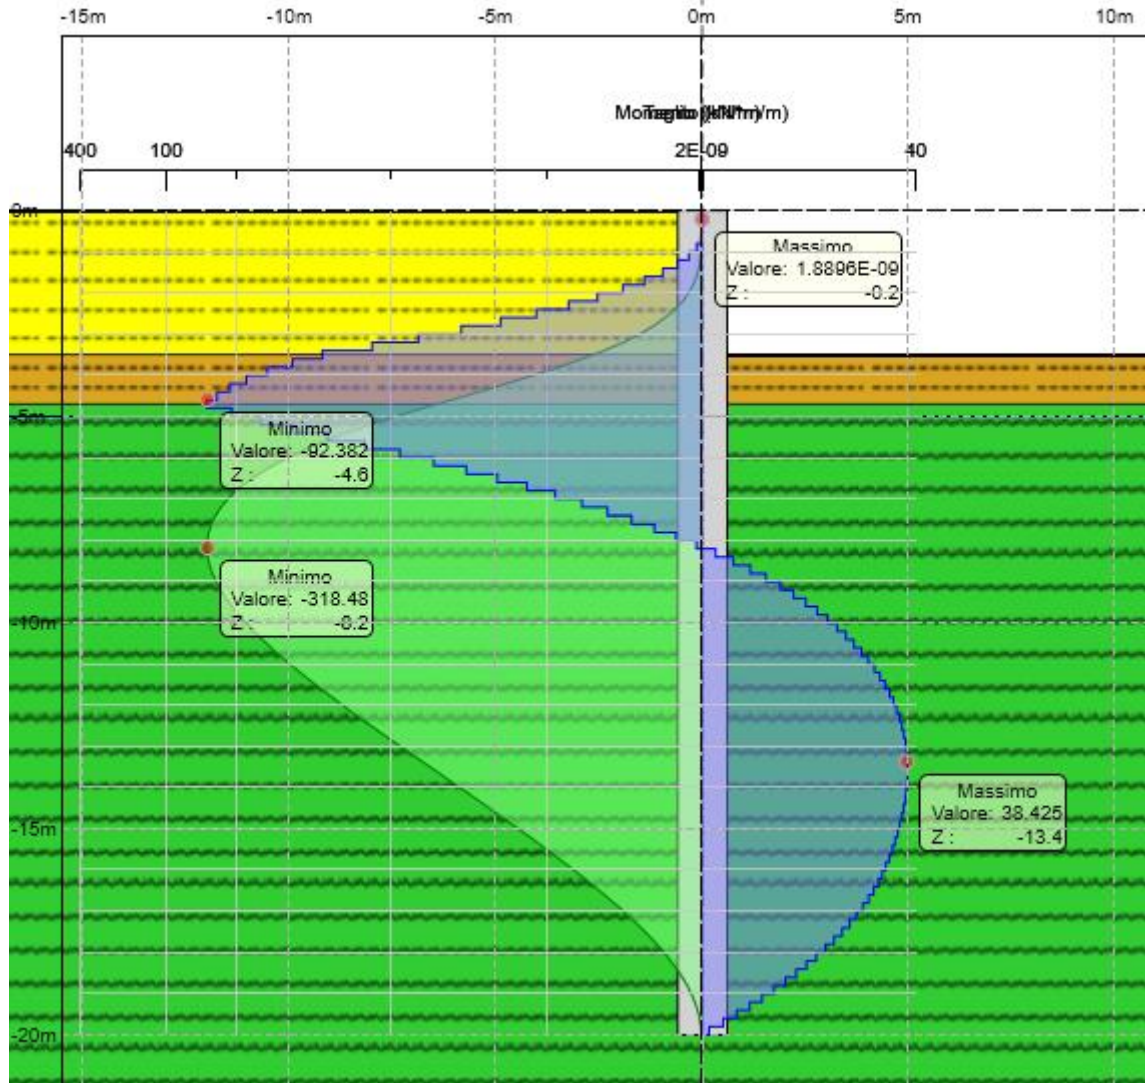 -15m -10m -5m 0m 5m 10m
400 100 2E-09 40
0m
Massimo
Valore: 1.8896E-09
Z : -0.2
-5m
Minimo
Valore: -92.382
Z : -4.6
Minimo
Valore: -318.48
Z : -8.2
-10m
Massimo
Valore: 38.425
Z : -13.4
-15m
-20m